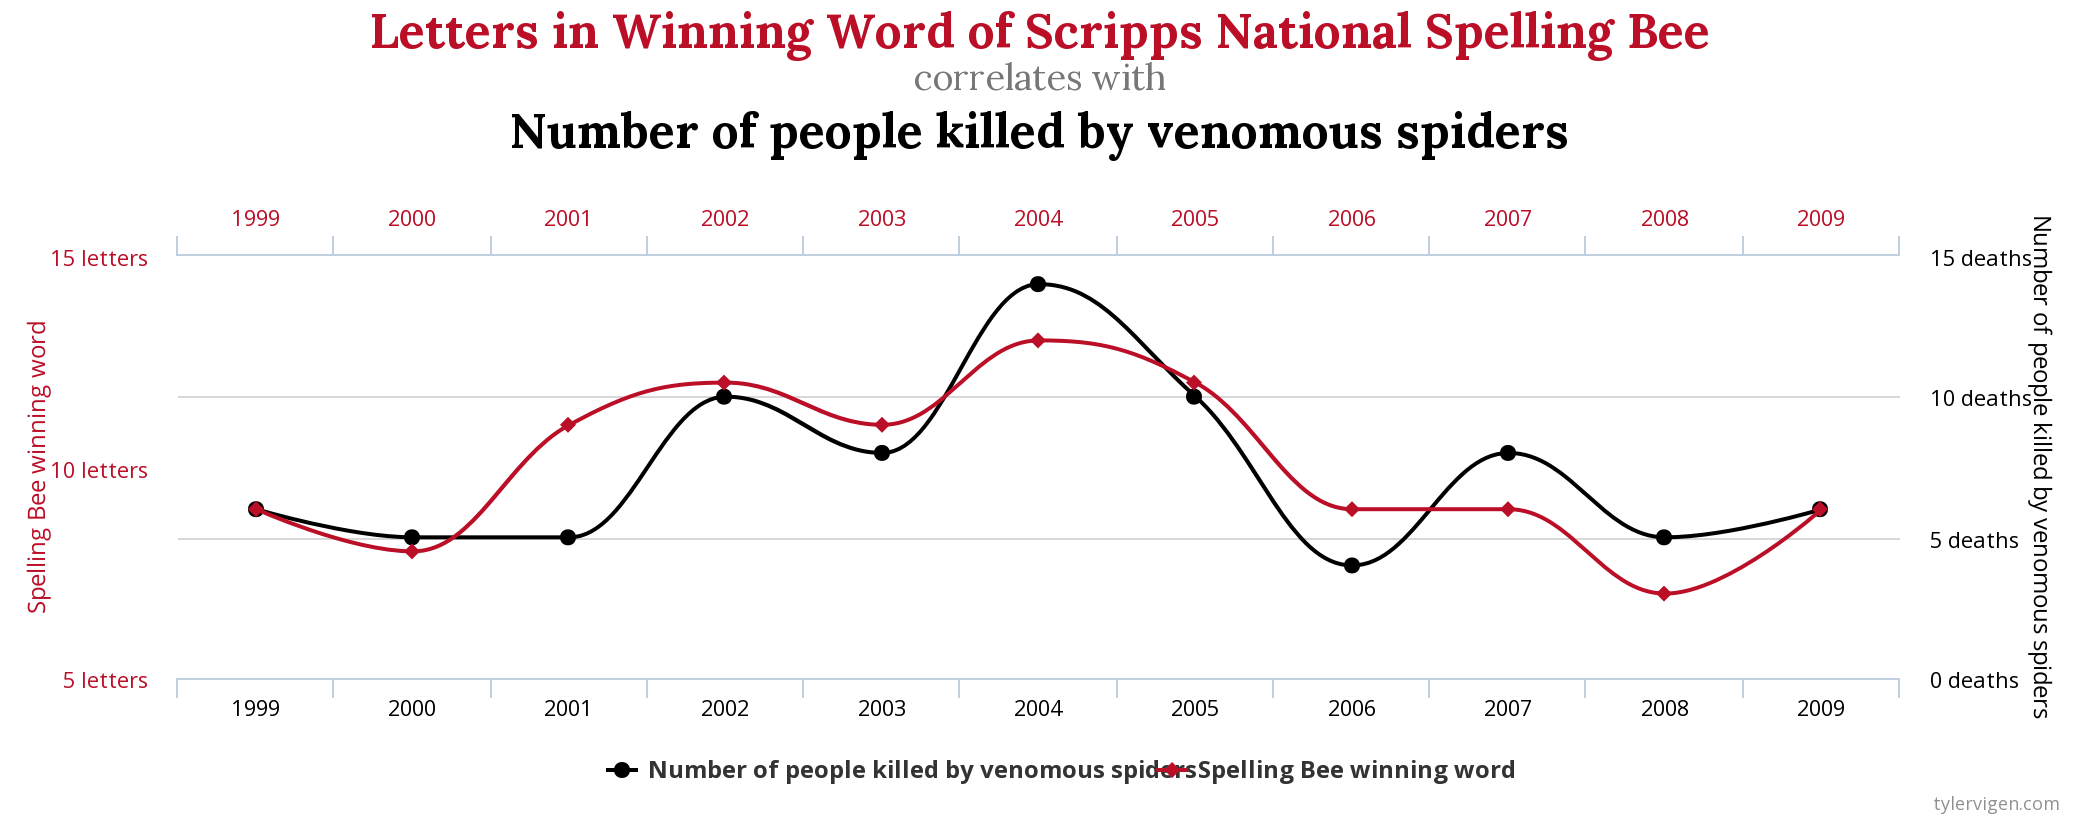 Letters in Winning Word of Scripps National Spelling Bee
correlates with
Number of people killed by venomous spiders
1999 2000 2001 2002 2003 2004 2005 2006 2007 2008 2009
15 letters
10 letters
5 letters
Spelling Bee winning word
15 deaths
10 deaths
5 deaths
0 deaths
Number of people killed by venomous spiders
1999 2000 2001 2002 2003 2004 2005 2006 2007 2008 2009
Number of people killed by venomous spiders Spelling Bee winning word
tylervigen.com